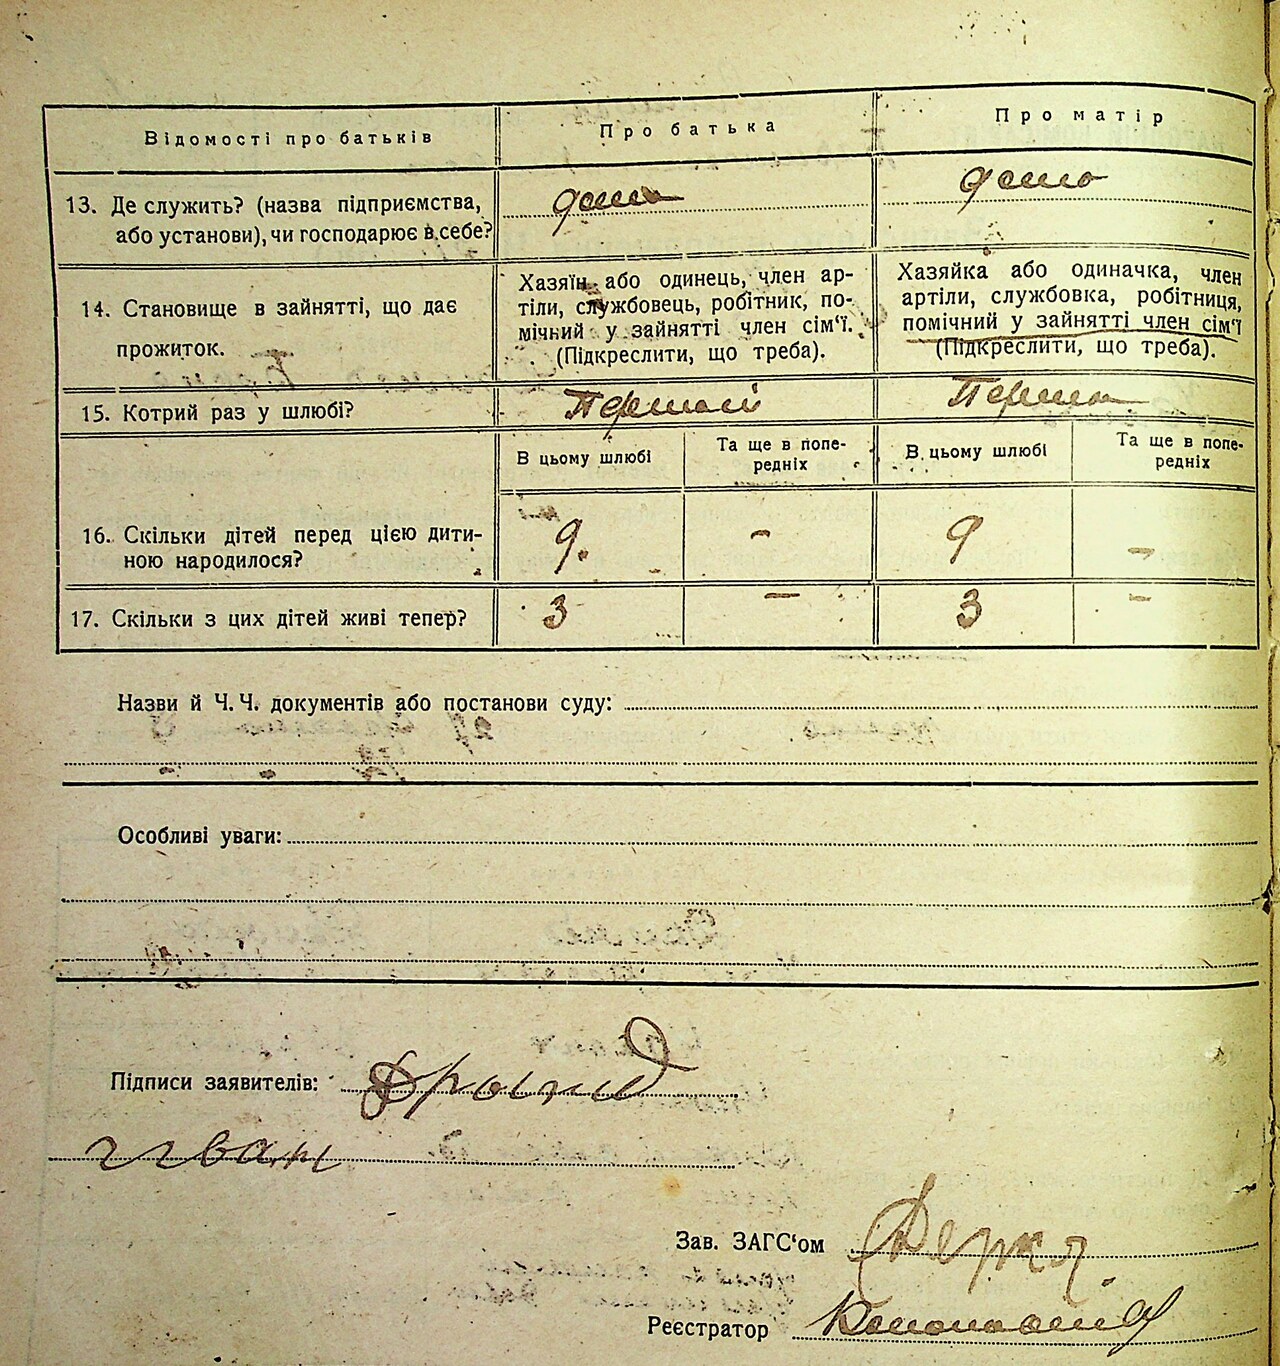 Відомості про батьків
Про батька
Про матір
13. Де служить? (назва підприємства,
або установи), чи господарює в себе?
дома
дома
14. Становище в зайнятті, що дає
прожиток.
Хазяїн або одинець, член ар-
тіли, службовець, робітник, по-
мічний у зайнятті член сім'ї.
(Підкреслити, що треба).
Хазяйка або одиначка, член
артіли, службовка, робітниця,
помічний у зайнятті член сім'ї
(Підкреслити, що треба).
15. Котрий раз у шлюбі?
Першай
Перша
В цьому шлюбі
Та ще в попе-
редніх
В цьому шлюбі
Та ще в попе-
редніх
16. Скільки дітей перед цією дити-
ною народилося?
9.
-
9
-
17. Скільки з цих дітей живі тепер?
3
-
3
-
Назви й Ч. Ч. документів або постанови суду:
Особливі уваги:
Підписи заявителів:
Зав. ЗАГС'ом
Реєстратор